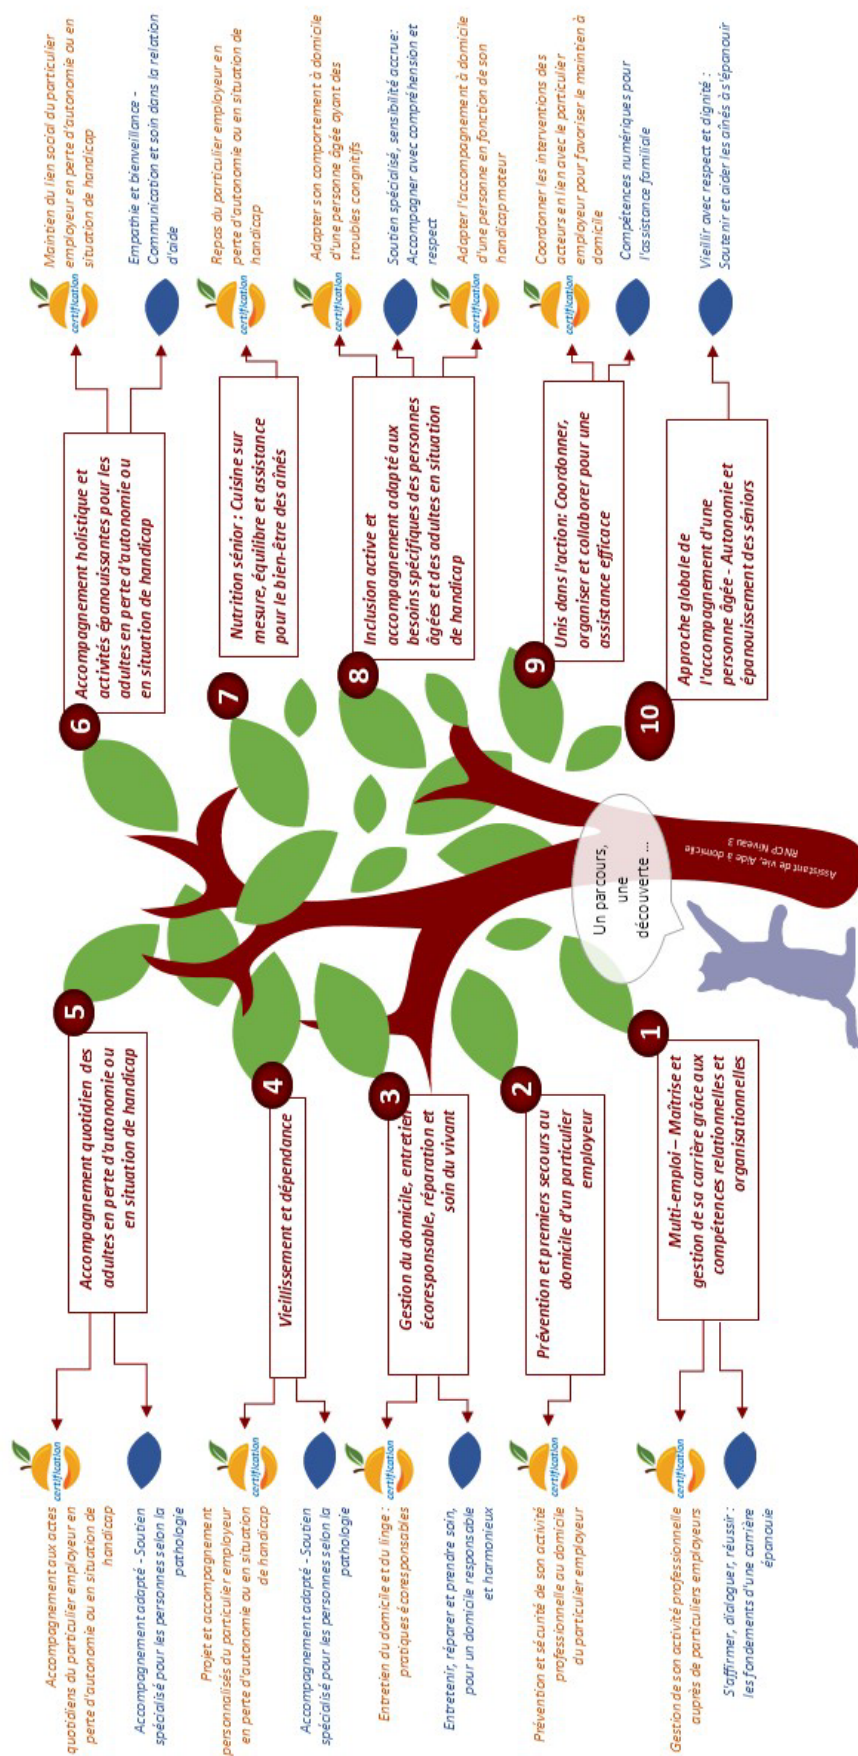 Accompagnement aux actes
quotidiens du particulier employeur en
perte d'autonomie ou en situation de
handicap
certification
Accompagnement adapté - Soutien
spécialisé pour les personnes selon la
pathologie
5
Accompagnement quotidien des
adultes en perte d'autonomie ou
en situation de handicap
Projet et accompagnement
personnalisés du particulier employeur
en perte d'autonomie ou en situation
de handicap
certification
Accompagnement adapté - Soutien
spécialisé pour les personnes selon la
pathologie
4
Vieillissement et dépendance
Entretien du domicile et du linge :
pratiques écoresponsables
certification
Entretenir, réparer et prendre soin,
pour un domicile responsable
et harmonieux
3
Gestion du domicile, entretien
écoresponsable, réparation et
soin du vivant
Prévention et sécurité de son activité
professionnelle au domicile
du particulier employeur
certification
2
Prévention et premiers secours au
domicile d'un particulier
employeur
Gestion de son activité professionnelle
auprès de particuliers employeurs
certification
S'affirmer, dialoguer, réussir :
les fondements d'une carrière
épanouie
1
Multi-emploi – Maîtrise et
gestion de sa carrière grâce aux
compétences relationnelles et
organisationnelles
Un parcours,
une
découverte ...
Assistant de vie, Aide à domicile
RNCP Niveau 3
6
Accompagnement holistique et
activités épanouissantes pour les
adultes en perte d'autonomie ou
en situation de handicap
certification
Maintien du lien social du particulier
employeur en perte d'autonomie ou en
situation de handicap
Empathie et bienveillance -
Communication et soin dans la relation
d'aide
7
Nutrition sénior : Cuisine sur
mesure, équilibre et assistance
pour le bien-être des aînés
certification
Repas du particulier employeur en
perte d'autonomie ou en situation de
handicap
8
Inclusion active et
accompagnement adapté aux
besoins spécifiques des personnes
âgées et des adultes en situation
de handicap
certification
Adapter son comportement à domicile
d'une personne âgée ayant des
troubles congnitifs
Soutien spécialisé, sensibilité accrue:
Accompagner avec compréhension et
respect
certification
Adapter l'accompagnement à domicile
d'une personne en fonction de son
handicap moteur
9
Unis dans l'action: Coordonner,
organiser et collaborer pour une
assistance efficace
certification
Coordonner les interventions des
acteurs en lien avec le particulier
employeur pour favoriser le maintien à
domicile
Compétences numériques pour
l'assistance familiale
10
Approche globale de
l'accompagnement d'une
personne âgée - Autonomie et
épanouissement des séniors
Vieillir avec respect et dignité :
Soutenir et aider les aînés à s'épanouir